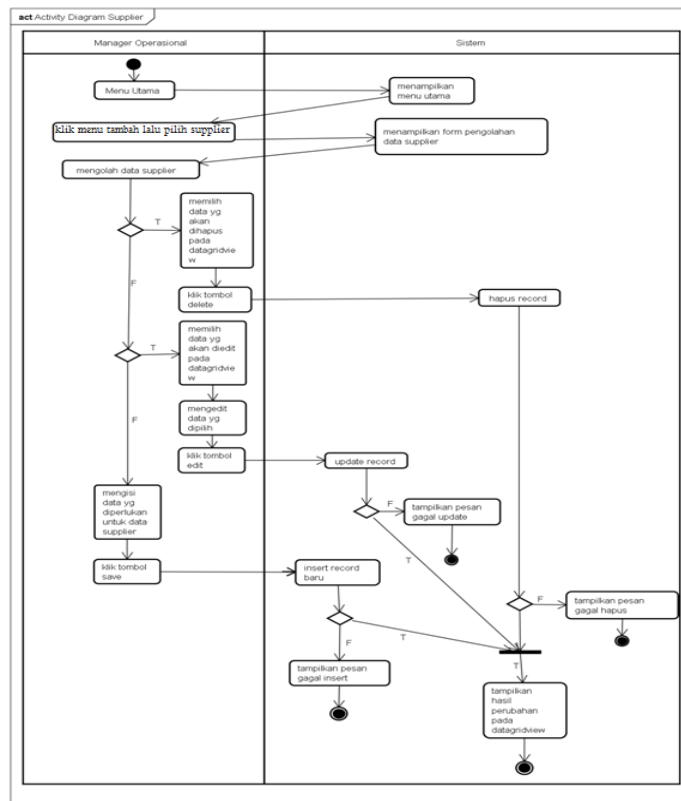 act Activity Diagram Supplier
Manager Operasional
Sistem
Menu Utama
menampilkan
menu utama
klik menu tambah lalu pilih supplier
menampilkan form pengolahan
data supplier
mengolah data supplier
T
memilih
data yg
akan
dihapus
pada
datagridvie
w
F
klik tombol
delete
hapus record
T
memilih
data yg
akan diedit
pada
datagridvie
w
F
mengedit
data yg
dipilih
klik tombol
edit
update record
mengisi
data yg
diperlukan
untuk data
supplier
F
tampilkan pesan
gagal update
T
klik tombol
save
insert record
baru
F
tampilkan pesan
gagal hapus
T
F
T
tampilkan pesan
gagal insert
tampilkan
hasil
perubahan
pada
datagridview